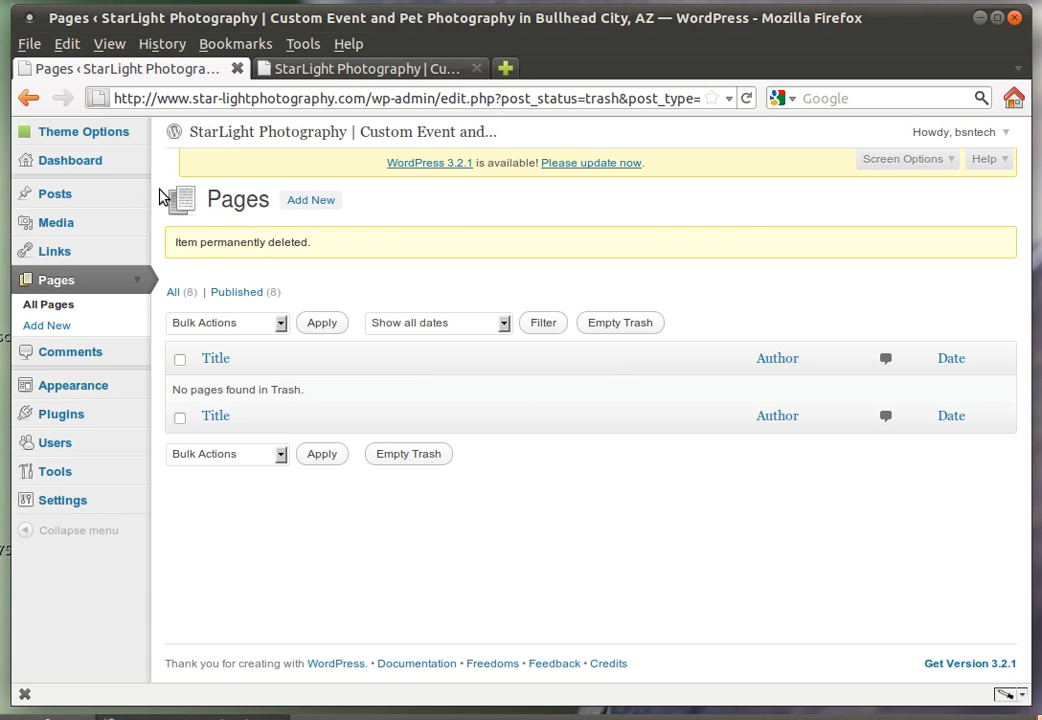 Pages ‹ StarLight Photography | Custom Event and Pet Photography in Bullhead City, AZ — WordPress - Mozilla Firefox
File Edit View History Bookmarks Tools Help
Pages ‹ StarLight Photogra... StarLight Photography | Cu...
http://www.star-lightphotography.com/wp-admin/edit.php?post_status=trash&post_type= Google
Theme Options
Dashboard
Posts
Media
Links
Pages
All Pages
Add New
Comments
Appearance
Plugins
Users
Tools
Settings
Collapse menu
StarLight Photography | Custom Event and... Howdy, bsntech
WordPress 3.2.1 is available! Please update now. Screen Options Help
Pages Add New
Item permanently deleted.
All (8) | Published (8)
Bulk Actions Apply Show all dates Filter Empty Trash
Title Author Date
No pages found in Trash.
Title Author Date
Bulk Actions Apply Empty Trash
Thank you for creating with WordPress. • Documentation • Freedoms • Feedback • Credits Get Version 3.2.1